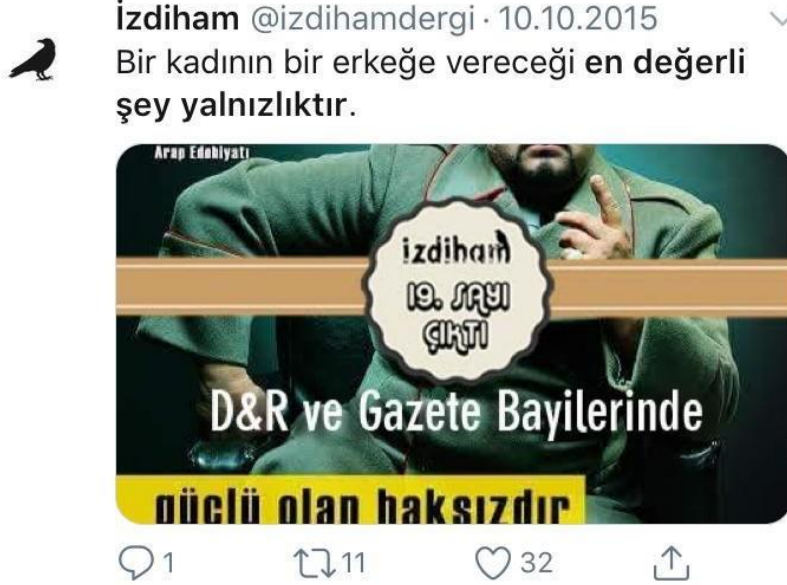 İzdiham @izdihamdergi · 10.10.2015
Bir kadının bir erkeğe vereceği en değerli
şey yalnızlıktır.
Arap Edebiyatı
izdiham
19. SAYI
ÇIKTI
D&R ve Gazete Bayilerinde
güçlü olan haksızdır
1 11 32